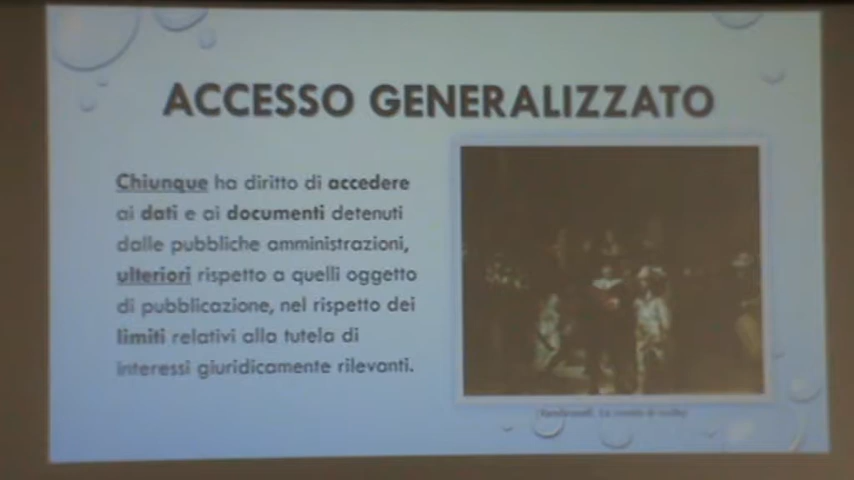 ACCESSO GENERALIZZATO
Chiunque ha diritto di accedere
ai dati e ai documenti detenuti
dalle pubbliche amministrazioni,
ulteriori rispetto a quelli oggetto
di pubblicazione, nel rispetto dei
limiti relativi alla tutela di
interessi giuridicamente rilevanti.